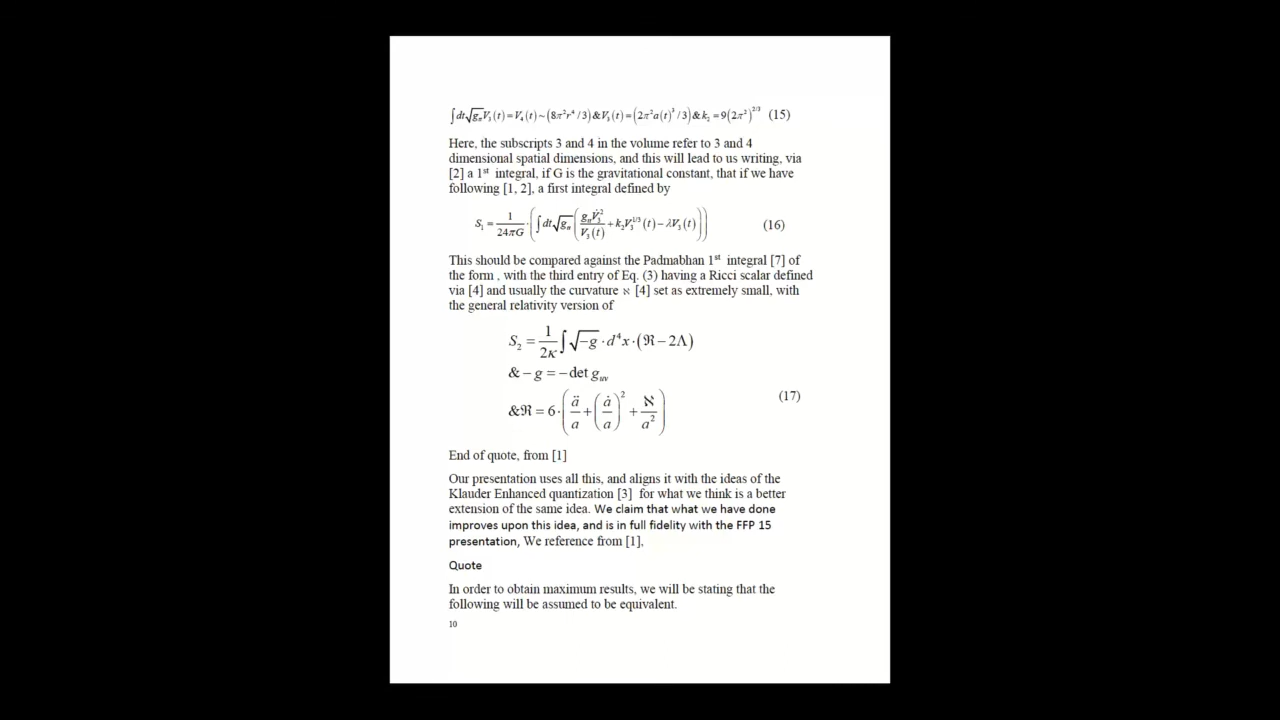 ∫dt√g_tt V₃(t) = V₄(t) ~ (8π²r⁴/3) & V₃(t) = (2π²a(t)³/3) & k₂ = 9(2π²)^{2/3} (15)
Here, the subscripts 3 and 4 in the volume refer to 3 and 4
dimensional spatial dimensions, and this will lead to us writing, via
[2] a 1st integral, if G is the gravitational constant, that if we have
following [1, 2], a first integral defined by
S₁ = 1/(24πG) · (∫dt√g_tt (g_tt V̇₃²/V₃(t) + k₂V₃^{1/3}(t) − λV₃(t))) (16)
This should be compared against the Padmabhan 1st integral [7] of
the form , with the third entry of Eq. (3) having a Ricci scalar defined
via [4] and usually the curvature ℵ [4] set as extremely small, with
the general relativity version of
S₂ = 1/(2κ) ∫√−g · d⁴x · (ℜ − 2Λ)
& − g = −det g_uv
&ℜ = 6 · (ä/a + (ȧ/a)² + ℵ/a²) (17)
End of quote, from [1]
Our presentation uses all this, and aligns it with the ideas of the
Klauder Enhanced quantization [3] for what we think is a better
extension of the same idea. We claim that what we have done
improves upon this idea, and is in full fidelity with the FFP 15
presentation, We reference from [1],
Quote
In order to obtain maximum results, we will be stating that the
following will be assumed to be equivalent.
10